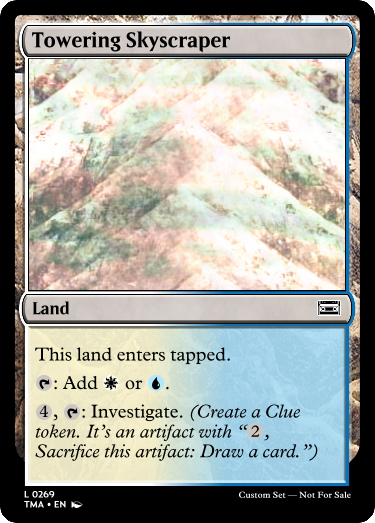 Towering Skyscraper
Land
This land enters tapped.
: Add or .
4, : Investigate. (Create a Clue
token. It's an artifact with “2,
Sacrifice this artifact: Draw a card.”)
L 0269
TMA • EN
Custom Set — Not For Sale